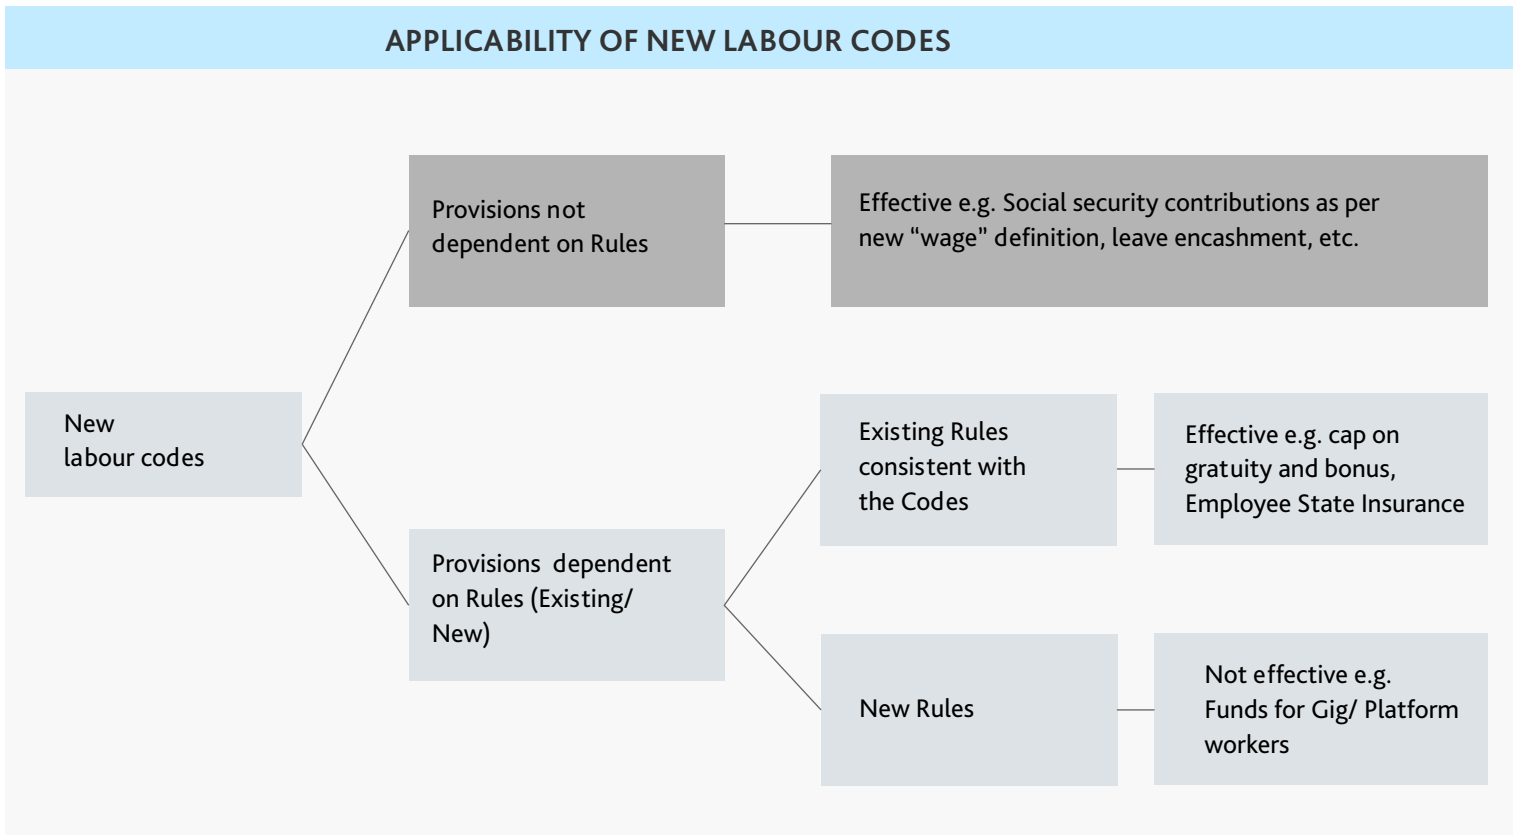 APPLICABILITY OF NEW LABOUR CODES
Provisions not
dependent on Rules
Effective e.g. Social security contributions as per
new “wage” definition, leave encashment, etc.
New
labour codes
Provisions dependent
on Rules (Existing/
New)
Existing Rules
consistent with
the Codes
Effective e.g. cap on
gratuity and bonus,
Employee State Insurance
New Rules
Not effective e.g.
Funds for Gig/ Platform
workers